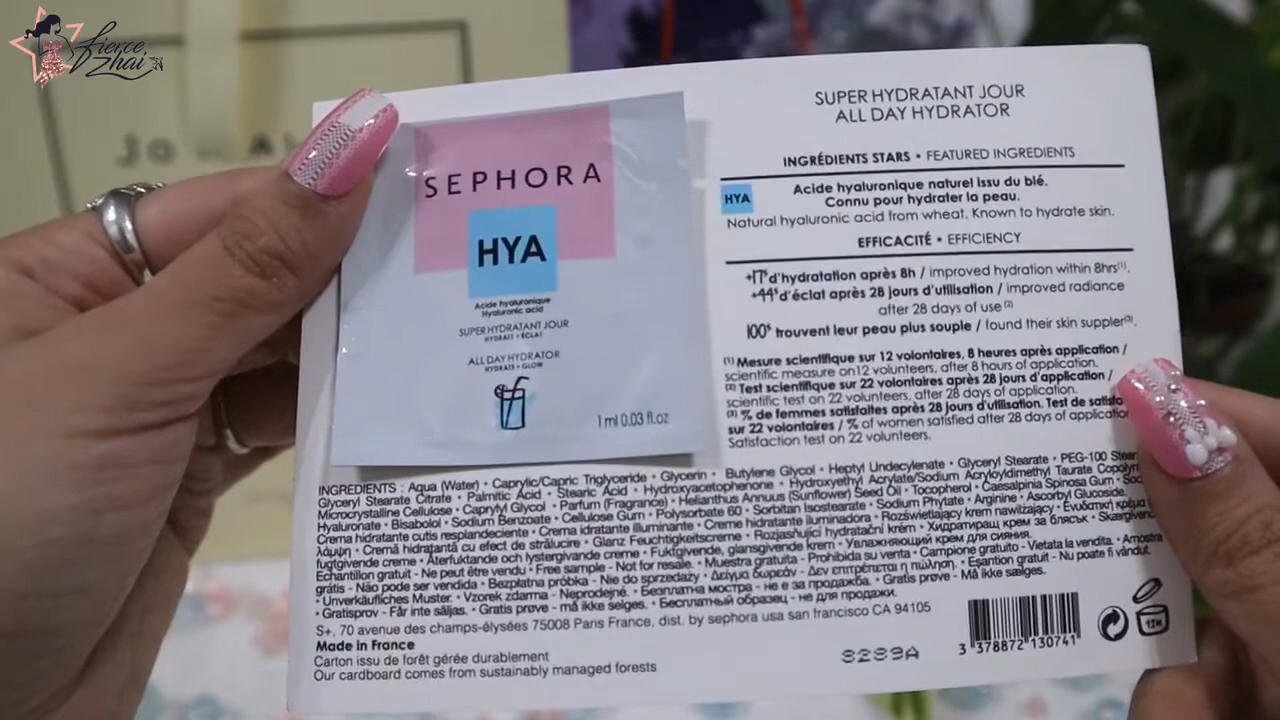 Fierce
Zhai
SEPHORA
HYA
Acide hyaluronique
Hyaluronic acid
SUPER HYDRATANT JOUR
HYDRATE + ÉCLAT
ALL DAY HYDRATOR
HYDRATE + GLOW
1 ml 0.03 fl.oz
SUPER HYDRATANT JOUR
ALL DAY HYDRATOR
INGRÉDIENTS STARS • FEATURED INGREDIENTS
HYA
Acide hyaluronique naturel issu du blé.
Connu pour hydrater la peau.
Natural hyaluronic acid from wheat. Known to hydrate skin.
EFFICACITÉ • EFFICIENCY
+17% d'hydratation après 8h / improved hydration within 8hrs(1).
+44% d'éclat après 28 jours d'utilisation / improved radiance
after 28 days of use (2)
100% trouvent leur peau plus souple / found their skin suppler(3).
(1) Mesure scientifique sur 12 volontaires, 8 heures après application /
scientific measure on12 volunteers, after 8 hours of application.
(2) Test scientifique sur 22 volontaires après 28 jours d'application /
scientific test on 22 volunteers, after 28 days of application.
(3) % de femmes satisfaites après 28 jours d'utilisation. Test de satisfa
sur 22 volontaires / % of women satisfied after 28 days of application
Satisfaction test on 22 volunteers.
INGREDIENTS : Aqua (Water) • Caprylic/Capric Triglyceride • Glycerin • Butylene Glycol • Heptyl Undecylenate • Glyceryl Stearate • PEG-100 Stear
Glyceryl Stearate Citrate • Palmitic Acid • Stearic Acid • Hydroxyacetophenone • Hydroxyethyl Acrylate/Sodium Acryloyldimethyl Taurate Copolym
Microcrystalline Cellulose • Caprylyl Glycol • Parfum (Fragrance) • Helianthus Annuus (Sunflower) Seed Oil • Tocopherol • Caesalpinia Spinosa Gum • Sod
Hyaluronate • Bisabolol • Sodium Benzoate • Cellulose Gum • Polysorbate 60 • Sorbitan Isostearate • Sodium Phytate • Arginine • Ascorbyl Glucoside.
Crema hidratante cutis resplandeciente • Crema idratante illuminante • Creme hidratante iluminadora • Rozświetlający krem nawilżający • Ενυδατική κρέμα
λάμψη • Cremă hidratantă cu efect de strălucire • Glanz Feuchtigkeitscreme • Rozjasňující hydratační krém • Хидратиращ крем за блясък • Skærgivend
fugtgivende creme • Återfuktande och lystergivande creme • Fuktgivende, glansgivende krem • Увлажняющий крем для сияния.
Echantillon gratuit - Ne peut être vendu • Free sample - Not for resale. • Muestra gratuita - Prohibida su venta • Campione gratuito - Vietata la vendita. • Amostra
grátis - Não pode ser vendida • Bezpłatna próbka - Nie do sprzedaży • Δείγμα δωρεάν - Δεν επιτρέπεται η πώληση. • Esantion gratuit - Nu poate fi vândut.
• Unverkäufliches Muster. • Vzorek zdarma - Neprodejné. • Безплатна мостра - не е за продажба. • Gratis prøve - Må ikke sælges.
• Gratisprov - Får inte säljas. • Gratis prøve - må ikke selges. • Бесплатный образец - не для продажи.
S+, 70 avenue des champs-élysées 75008 Paris France, dist. by sephora usa san francisco CA 94105
Made in France
Carton issu de forêt gérée durablement
Our cardboard comes from sustainably managed forests
8299A
3 378872 130741
12M